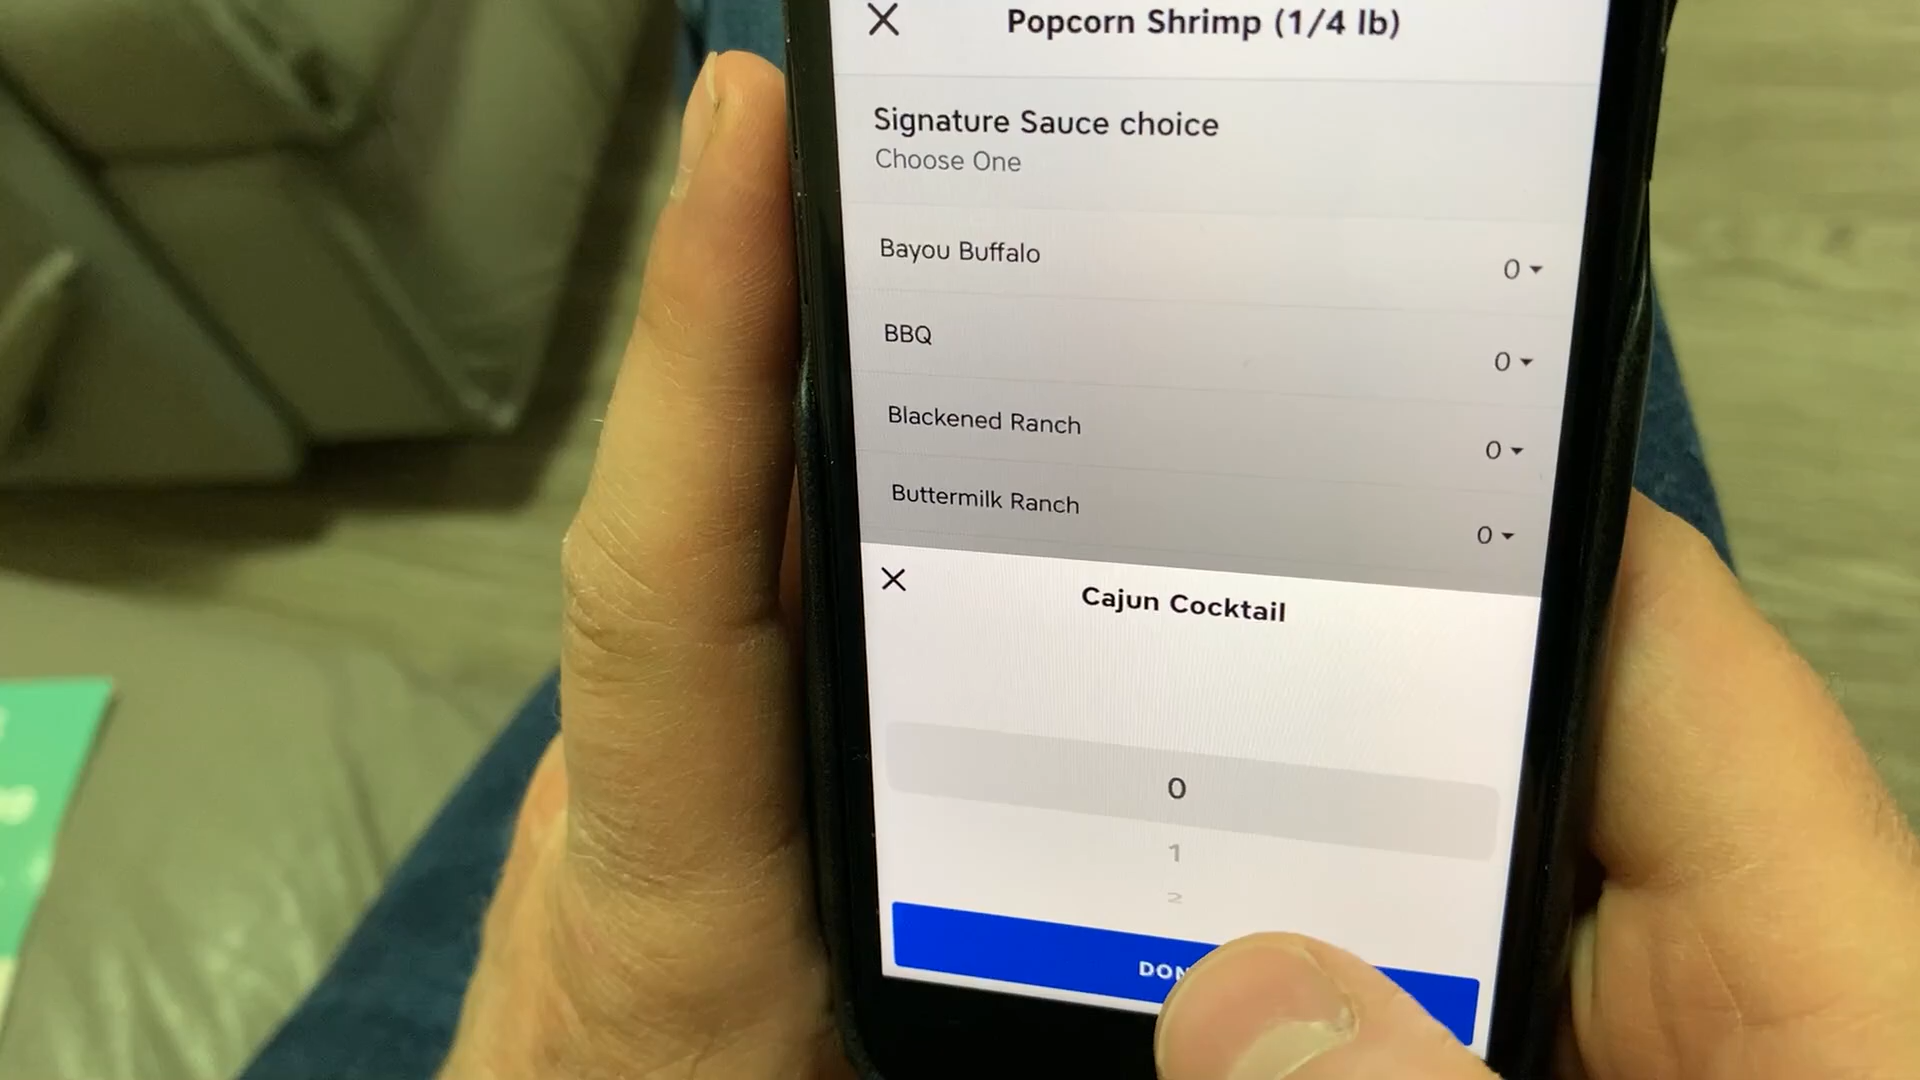 Popcorn Shrimp (1/4 lb)
Signature Sauce choice
Choose One
Bayou Buffalo
0
BBQ
0
Blackened Ranch
0
Buttermilk Ranch
0
Cajun Cocktail
0
1
2